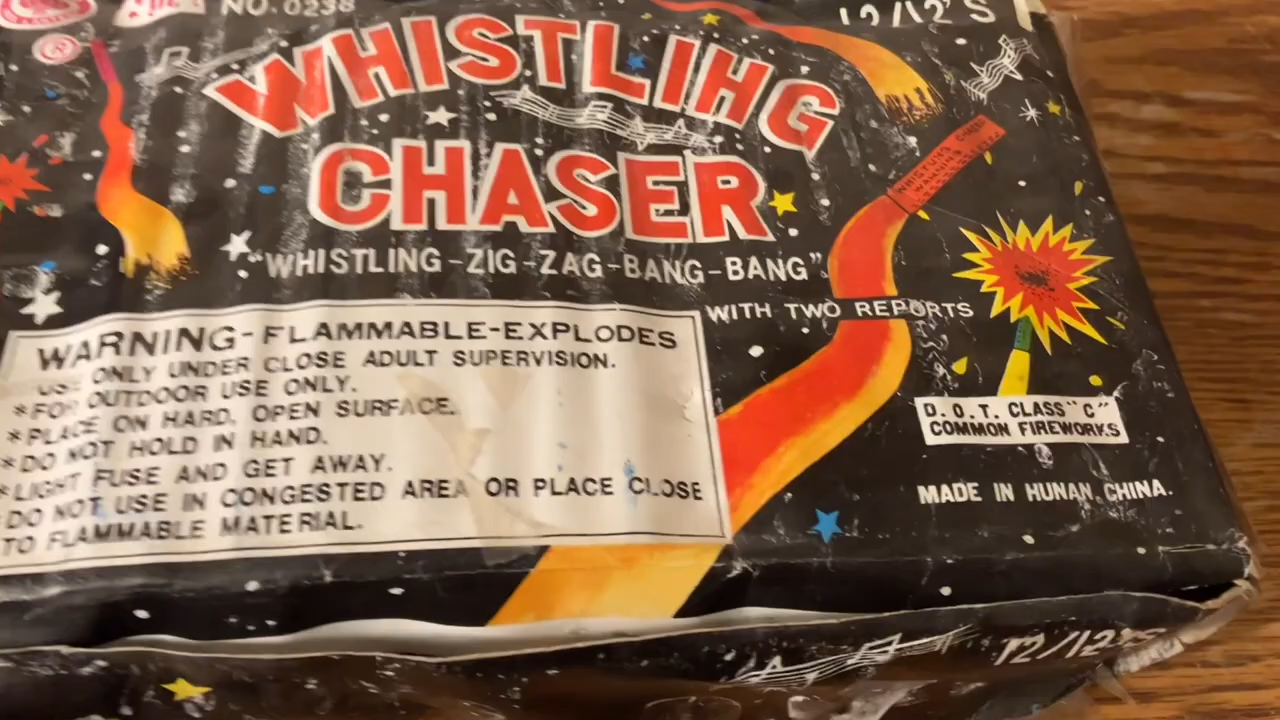 NO. 0238
12/12'S
®
WHISTLIHG
CHASER
"WHISTLING-ZIG-ZAG-BANG-BANG"
WITH TWO REPORTS
WARNING-FLAMMABLE-EXPLODES
USE ONLY UNDER CLOSE ADULT SUPERVISION.
*FOR OUTDOOR USE ONLY.
*PLACE ON HARD, OPEN SURFACE.
*DO NOT HOLD IN HAND.
*LIGHT FUSE AND GET AWAY.
DO NOT USE IN CONGESTED AREA OR PLACE CLOSE
TO FLAMMABLE MATERIAL.
D.O.T. CLASS "C"
COMMON FIREWORKS
MADE IN HUNAN, CHINA.
12/12'S